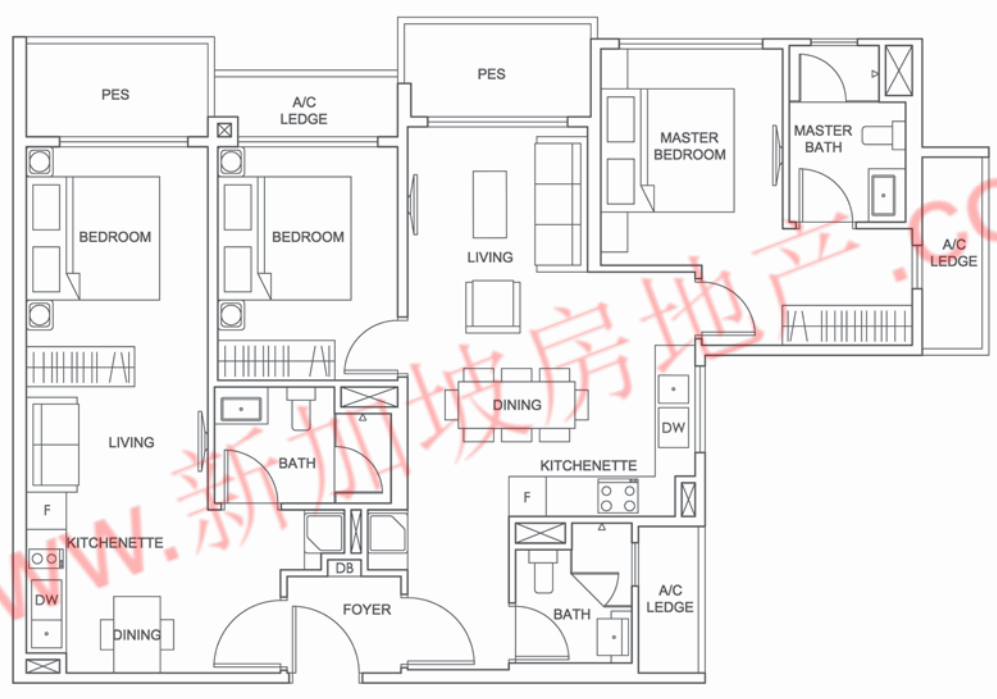 PES
A/C
LEDGE
PES
MASTER
BEDROOM
MASTER
BATH
BEDROOM
BEDROOM
LIVING
A/C
LEDGE
DINING
DW
LIVING
BATH
KITCHENETTE
F
F
KITCHENETTE
DB
DW
FOYER
A/C
LEDGE
BATH
DINING
www.新加坡房地产.co